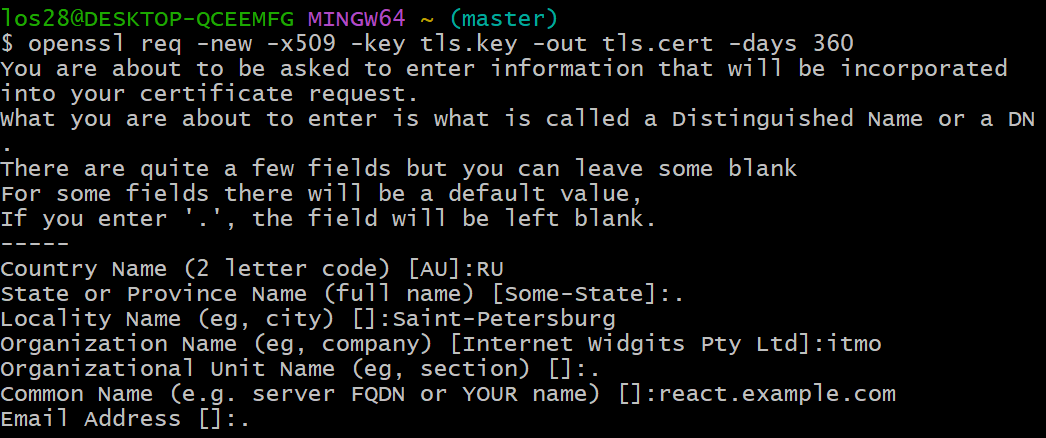 los28@DESKTOP-QCEEMFG MINGW64 ~ (master)
$ openssl req -new -x509 -key tls.key -out tls.cert -days 360
You are about to be asked to enter information that will be incorporated
into your certificate request.
What you are about to enter is what is called a Distinguished Name or a DN
.
There are quite a few fields but you can leave some blank
For some fields there will be a default value,
If you enter '.', the field will be left blank.
-----
Country Name (2 letter code) [AU]:RU
State or Province Name (full name) [Some-State]:.
Locality Name (eg, city) []:Saint-Petersburg
Organization Name (eg, company) [Internet Widgits Pty Ltd]:itmo
Organizational Unit Name (eg, section) []:.
Common Name (e.g. server FQDN or YOUR name) []:react.example.com
Email Address []:.